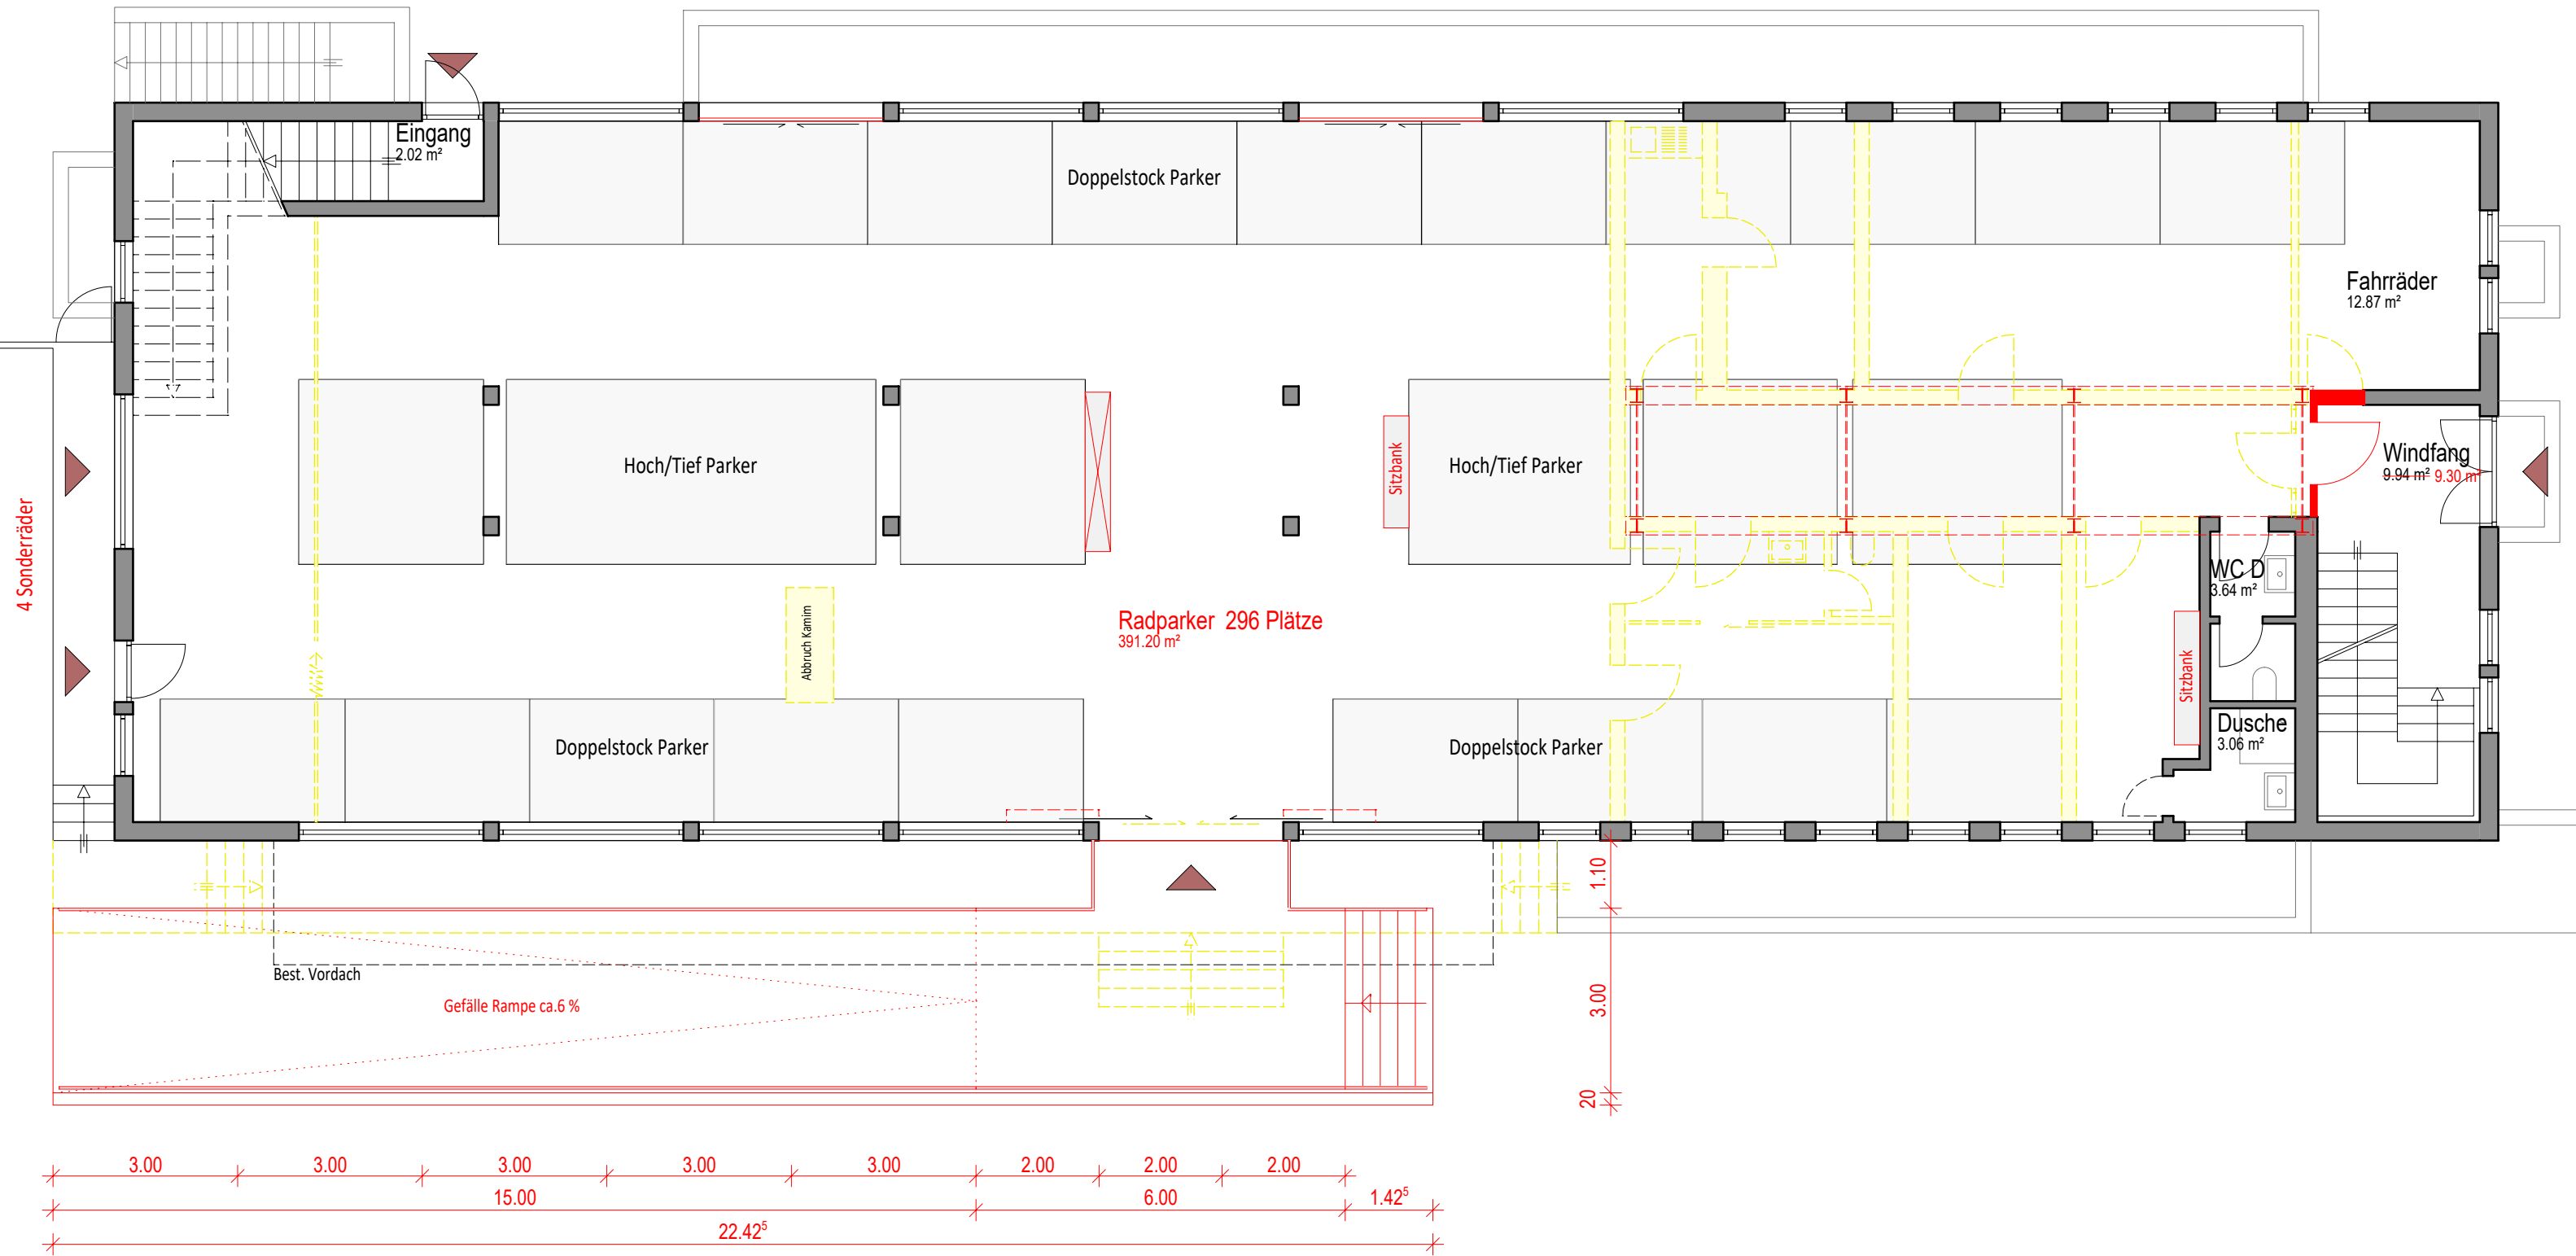 Eingang
2.02 m²
Doppelstock Parker
Fahrräder
12.87 m²
Hoch/Tief Parker
Sitzbank
Hoch/Tief Parker
Windfang
9.94 m² 9.30 m²
4 Sonderräder
WC D
3.64 m²
Abbruch Kamim
Radparker 296 Plätze
391.20 m²
Sitzbank
Dusche
3.06 m²
Doppelstock Parker
Doppelstock Parker
1.10
Best. Vordach
Gefälle Rampe ca.6 %
3.00
20
3.00 3.00 3.00 3.00 3.00 2.00 2.00 2.00
15.00 6.00 1.42⁵
22.42⁵